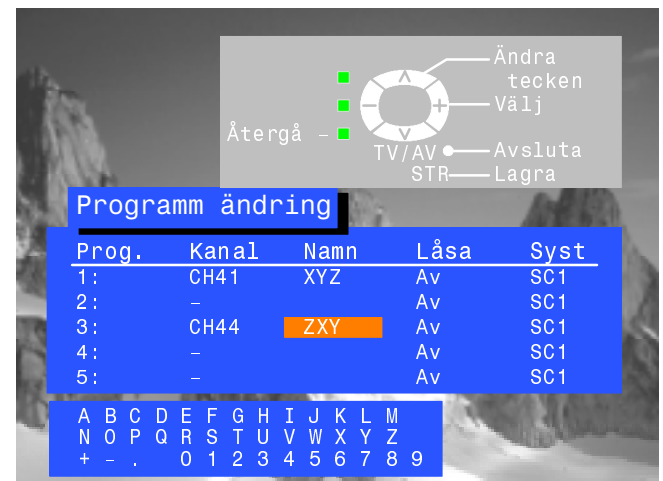 Ändra
tecken
Välj
Återgå –
TV/AV
Avsluta
STR
Lagra
Programm ändring
Prog. Kanal Namn Låsa Syst
1: CH41 XYZ Av SC1
2: – Av SC1
3: CH44 ZXY Av SC1
4: – Av SC1
5: – Av SC1
A B C D E F G H I J K L M
N O P Q R S T U V W X Y Z
+ – . 0 1 2 3 4 5 6 7 8 9